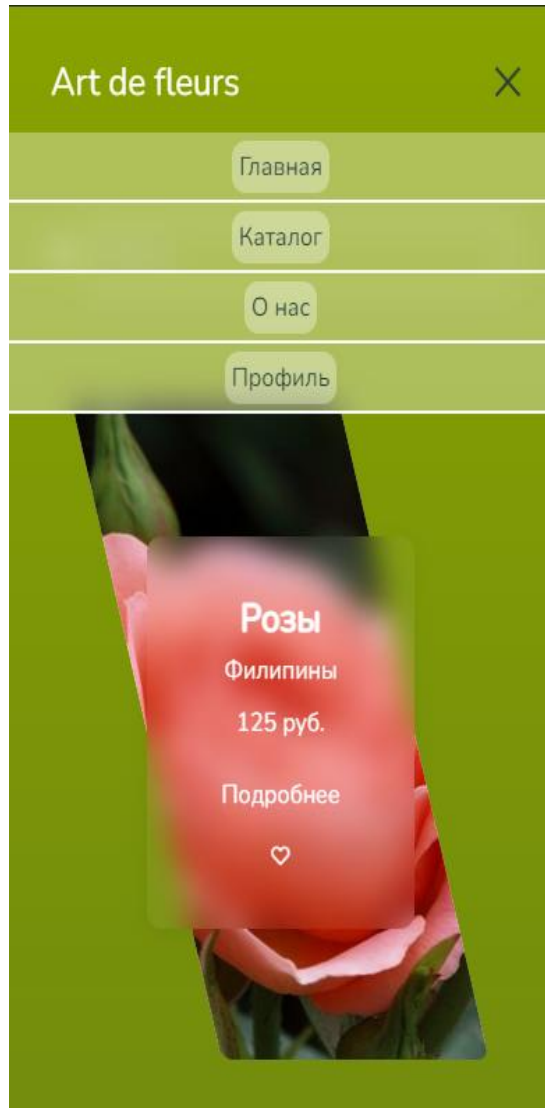 Art de fleurs
Главная
Каталог
О нас
Профиль
Розы
Филипины
125 руб.
Подробнее